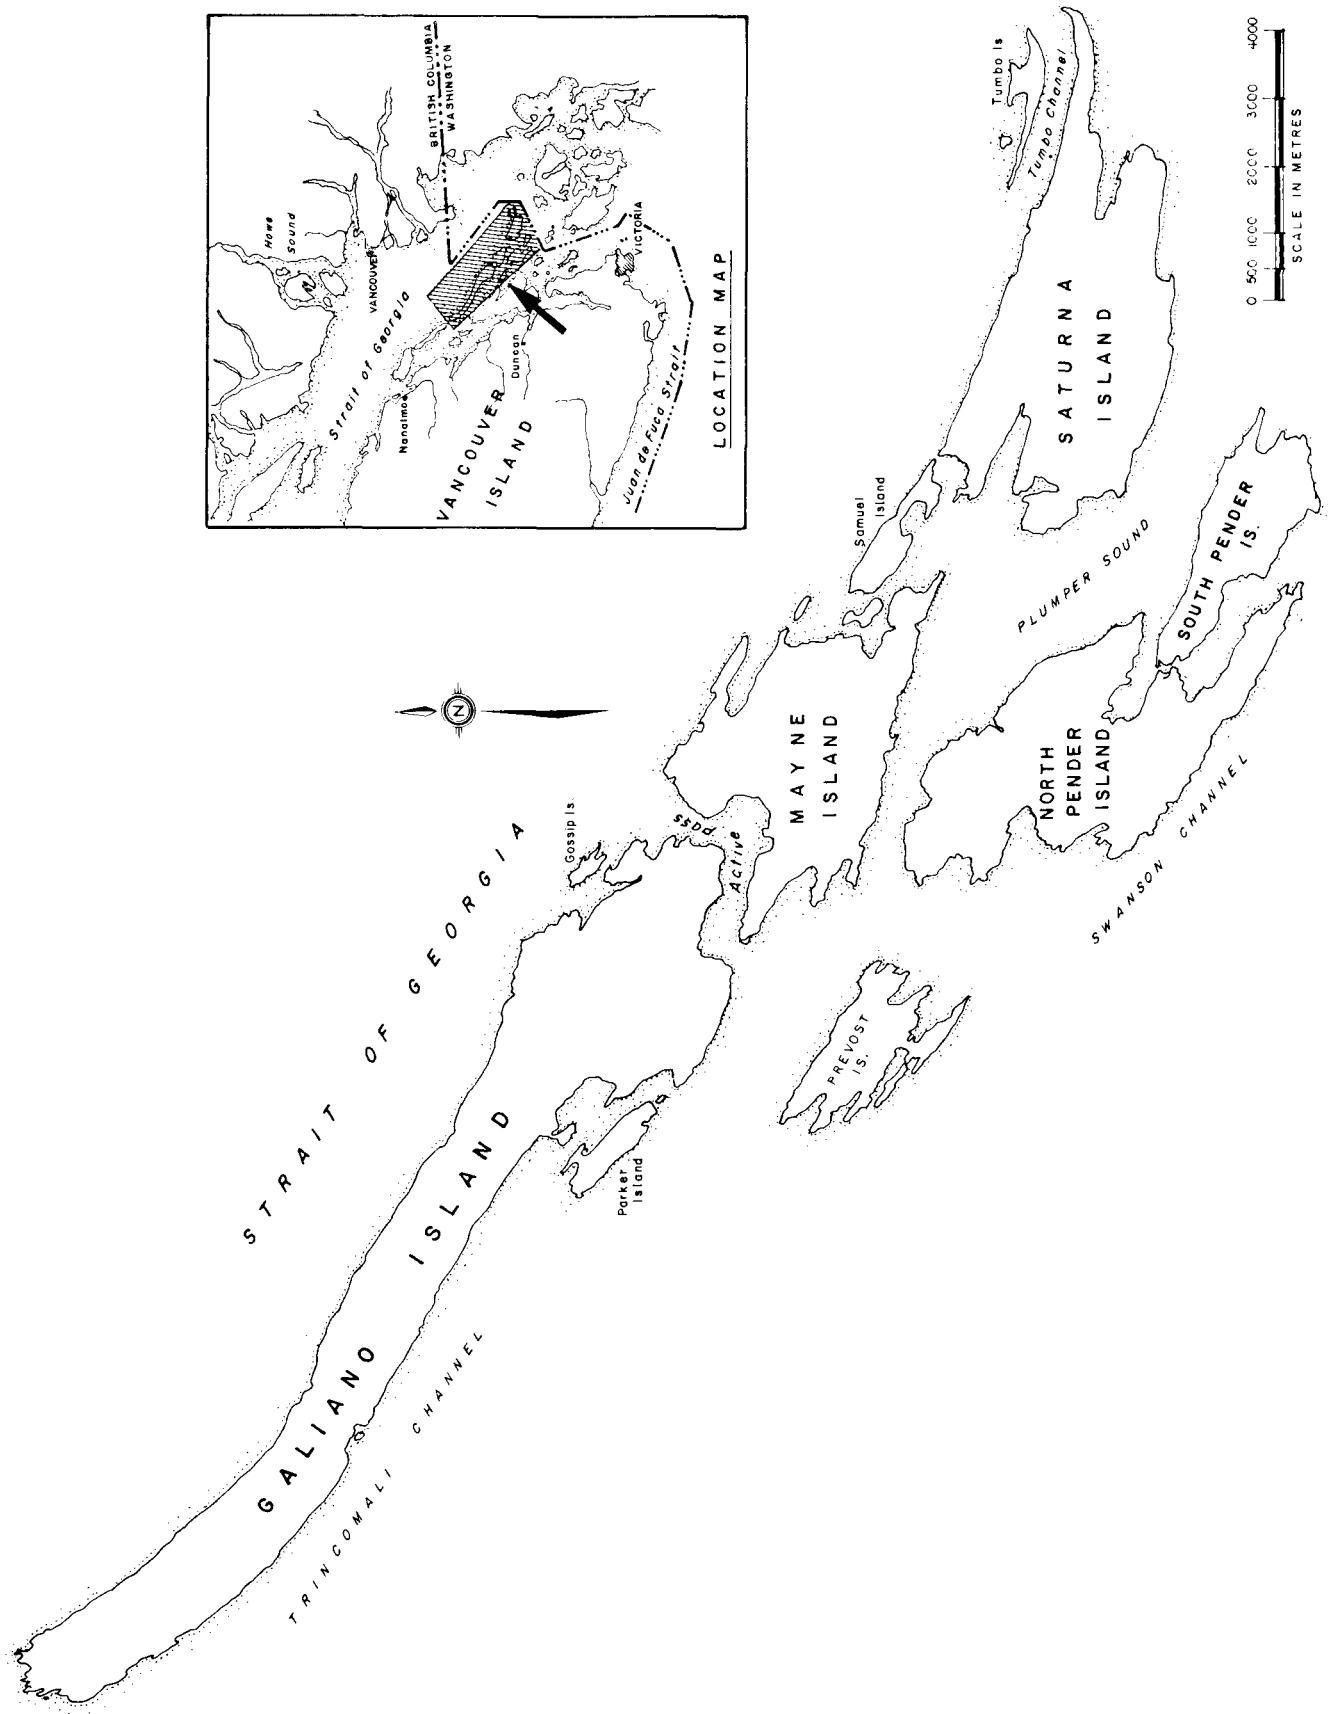 BRITISH COLUMBIA
WASHINGTON
Howe
Sound
VANCOUVER
Strait of Georgia
Nanaimo
Duncan
VANCOUVER
ISLAND
VICTORIA
Juan de Fuca Strait
LOCATION MAP
N
STRAIT OF GEORGIA
GALIANO ISLAND
TRINCOMALI CHANNEL
Parker
Island
Gossip Is.
Active pass
MAYNE
ISLAND
PREVOST
IS.
Samuel
Island
Tumbo Is
Tumbo Channel
SATURNA
ISLAND
PLUMPER SOUND
NORTH
PENDER
ISLAND
SOUTH PENDER
IS.
SWANSON CHANNEL
0 500 1000 2000 3000 4000
SCALE IN METRES